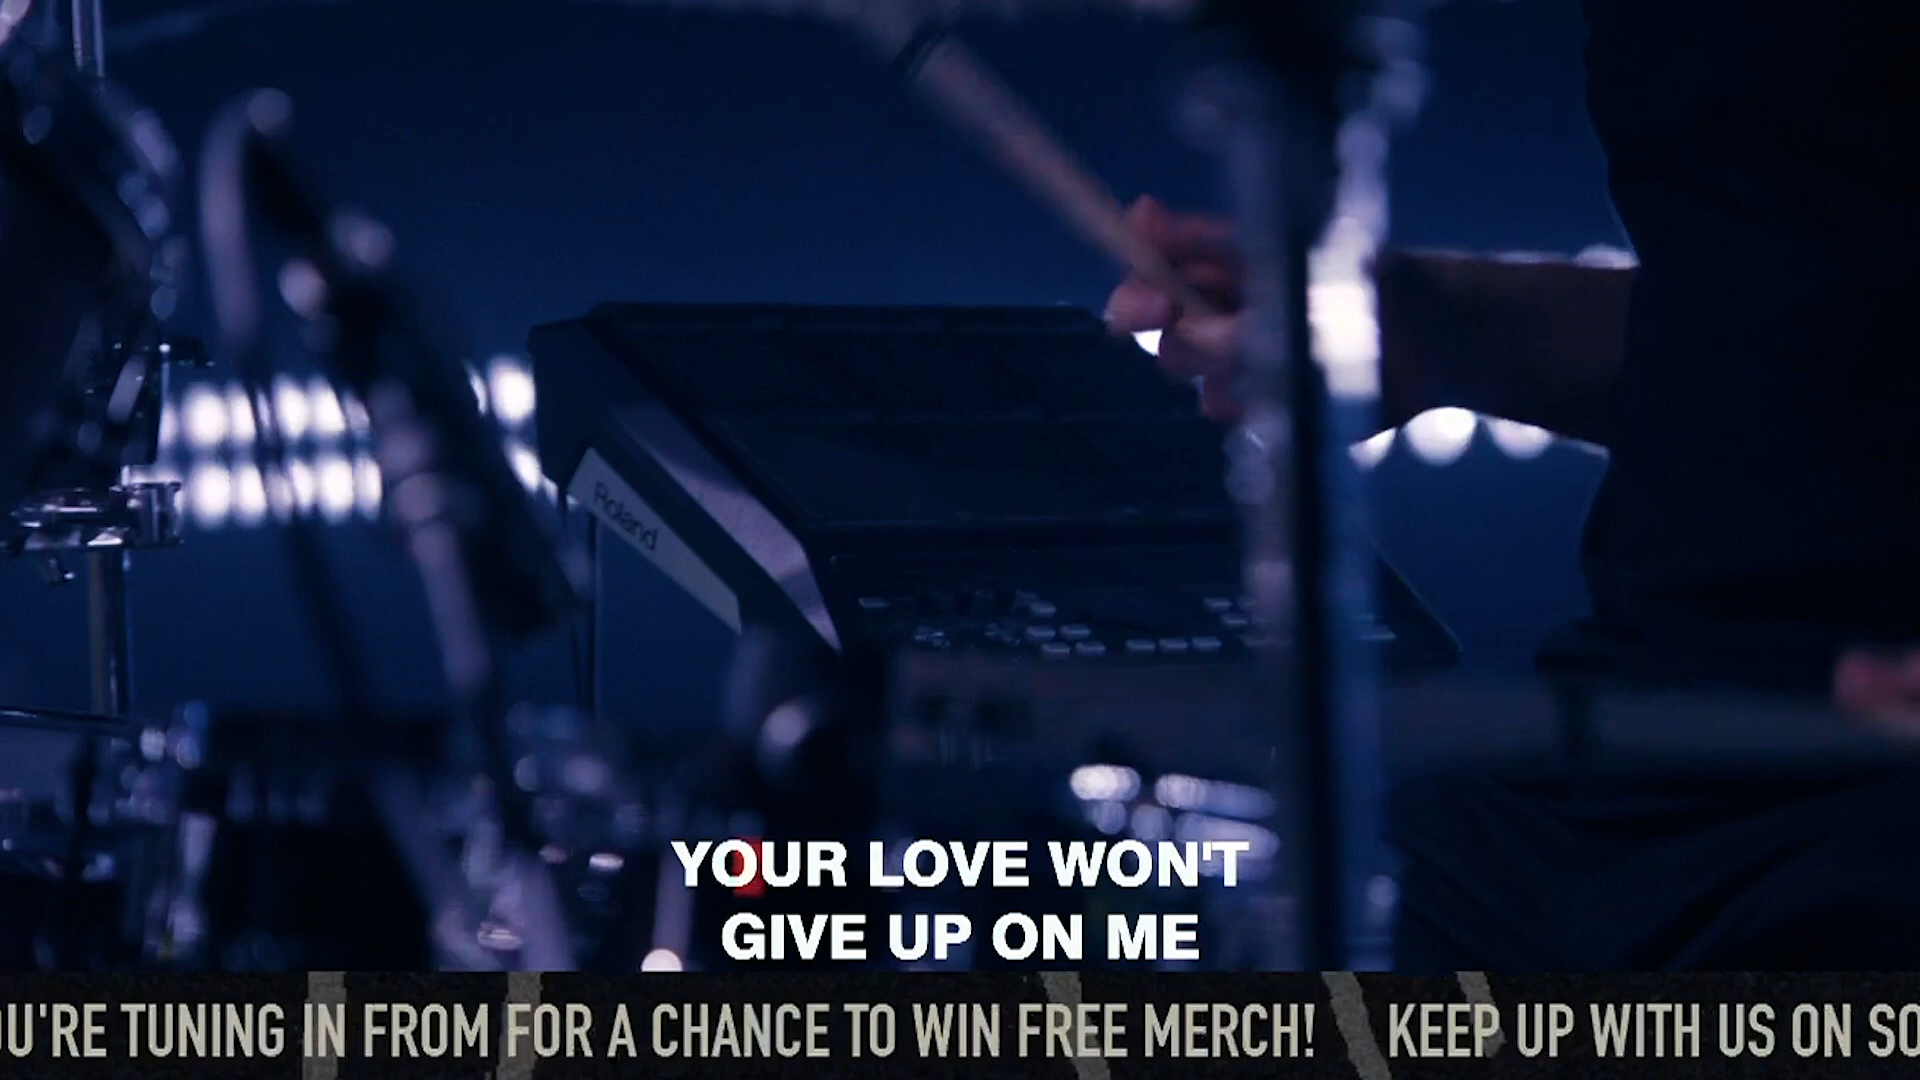 Roland
YOUR LOVE WON'T
GIVE UP ON ME
OU'RE TUNING IN FROM FOR A CHANCE TO WIN FREE MERCH! KEEP UP WITH US ON SO